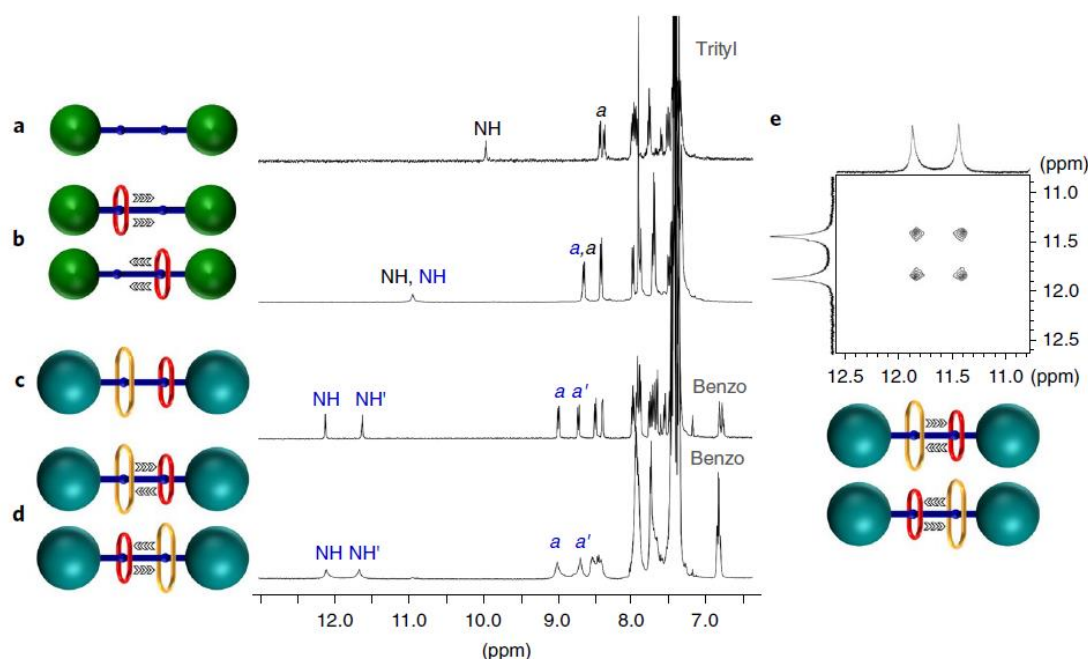 Trityl
a
NH
a
e
(ppm)
11.0
11.5
12.0
12.5
12.5 12.0 11.5 11.0 (ppm)
b
NH, NH
a,a
c
NH NH'
a a'
Benzo
Benzo
d
NH NH'
a a'
12.0 11.0 10.0 9.0 8.0 7.0
(ppm)